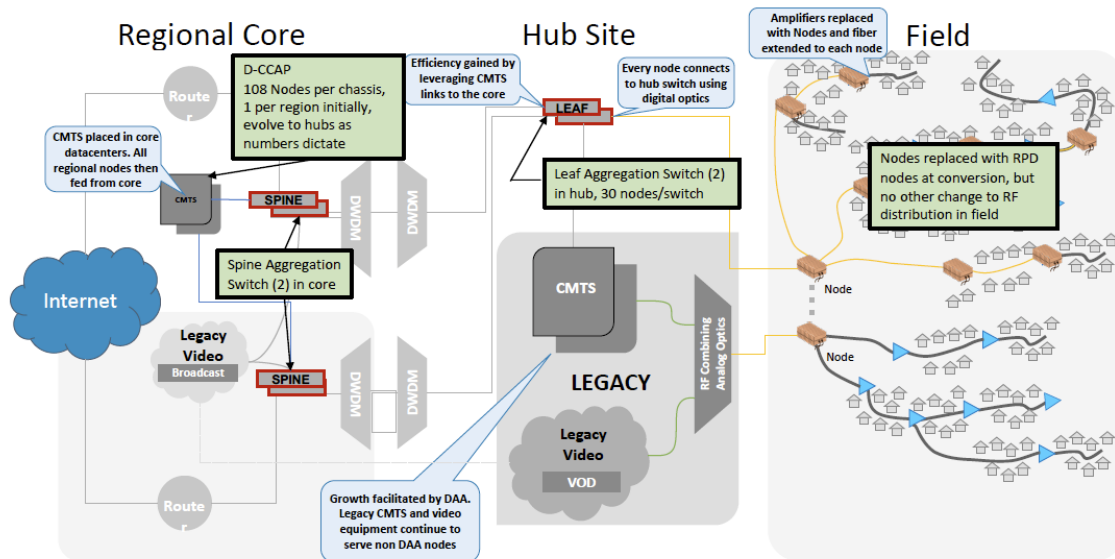 Regional Core
Hub Site
Field
Route
r
D-CCAP
108 Nodes per chassis,
1 per region initially,
evolve to hubs as
numbers dictate
CMTS placed in core
datacenters. All
regional nodes then
fed from core
CMTS
SPINE
DWDM
DWDM
Spine Aggregation
Switch (2) in core
Internet
Legacy
Video
Broadcast
SPINE
DWDM
DWDM
Route
r
Efficiency gained by
leveraging CMTS
links to the core
LEAF
Every node connects
to hub switch using
digital optics
Leaf Aggregation Switch (2)
in hub, 30 nodes/switch
CMTS
LEGACY
RF Combining
Analog Optics
Legacy
Video
VOD
Growth facilitated by DAA.
Legacy CMTS and video
equipment continue to
serve non DAA nodes
Amplifiers replaced
with Nodes and fiber
extended to each node
Nodes replaced with RPD
nodes at conversion, but
no other change to RF
distribution in field
Node
Node